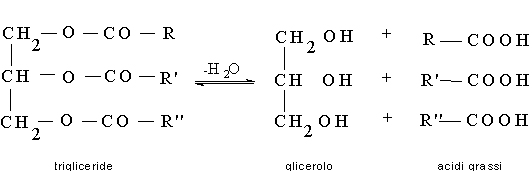 CH2 — O — CO — R
CH — O — CO — R'
CH2 — O — CO — R''
-H2O
CH2 OH + R — COOH
CH OH + R' — COOH
CH2 OH + R'' — COOH
trigliceride glicerolo acidi grassi